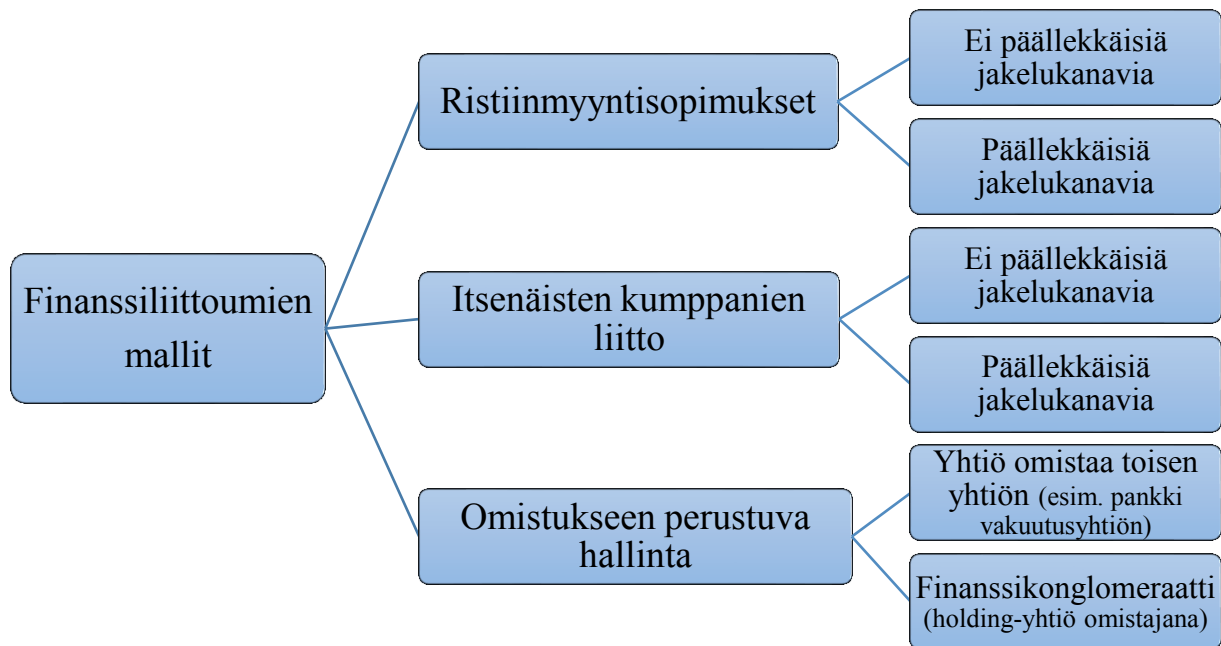 Finanssiliittoumien
mallit
Ristiinmyyntisopimukset
Ei päällekkäisiä
jakelukanavia
Päällekkäisiä
jakelukanavia
Itsenäisten kumppanien
liitto
Ei päällekkäisiä
jakelukanavia
Päällekkäisiä
jakelukanavia
Omistukseen perustuva
hallinta
Yhtiö omistaa toisen
yhtiön (esim. pankki
vakuutusyhtiön)
Finanssikonglomeraatti
(holding-yhtiö omistajana)